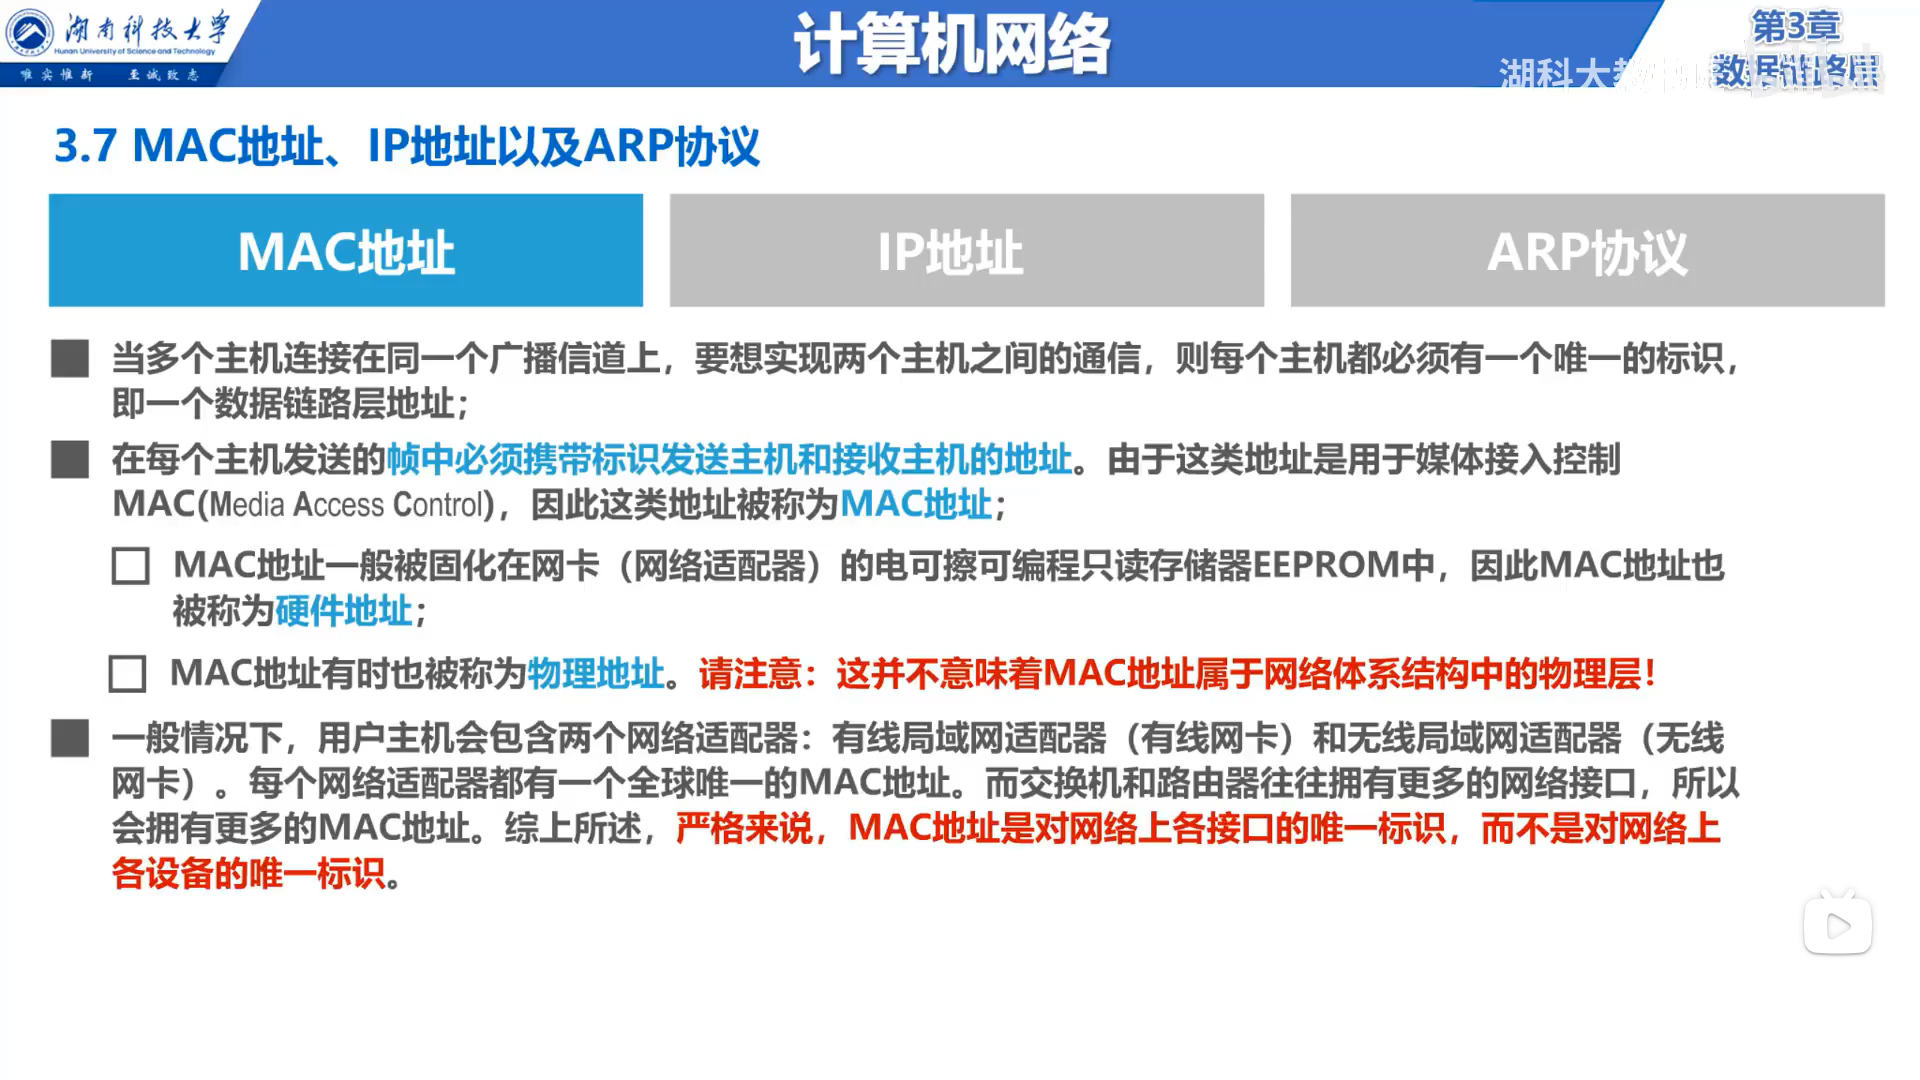 湖南科技大学
Hunan University of Science and Technology
唯实惟新 至诚致志
计算机网络
第3章
数据链路层
湖科大教书匠
3.7 MAC地址、IP地址以及ARP协议
MAC地址
IP地址
ARP协议
当多个主机连接在同一个广播信道上，要想实现两个主机之间的通信，则每个主机都必须有一个唯一的标识，
即一个数据链路层地址；
在每个主机发送的帧中必须携带标识发送主机和接收主机的地址。由于这类地址是用于媒体接入控制
MAC(Media Access Control)，因此这类地址被称为MAC地址；
MAC地址一般被固化在网卡（网络适配器）的电可擦可编程只读存储器EEPROM中，因此MAC地址也
被称为硬件地址；
MAC地址有时也被称为物理地址。请注意：这并不意味着MAC地址属于网络体系结构中的物理层！
一般情况下，用户主机会包含两个网络适配器：有线局域网适配器（有线网卡）和无线局域网适配器（无线
网卡）。每个网络适配器都有一个全球唯一的MAC地址。而交换机和路由器往往拥有更多的网络接口，所以
会拥有更多的MAC地址。综上所述，严格来说，MAC地址是对网络上各接口的唯一标识，而不是对网络上
各设备的唯一标识。